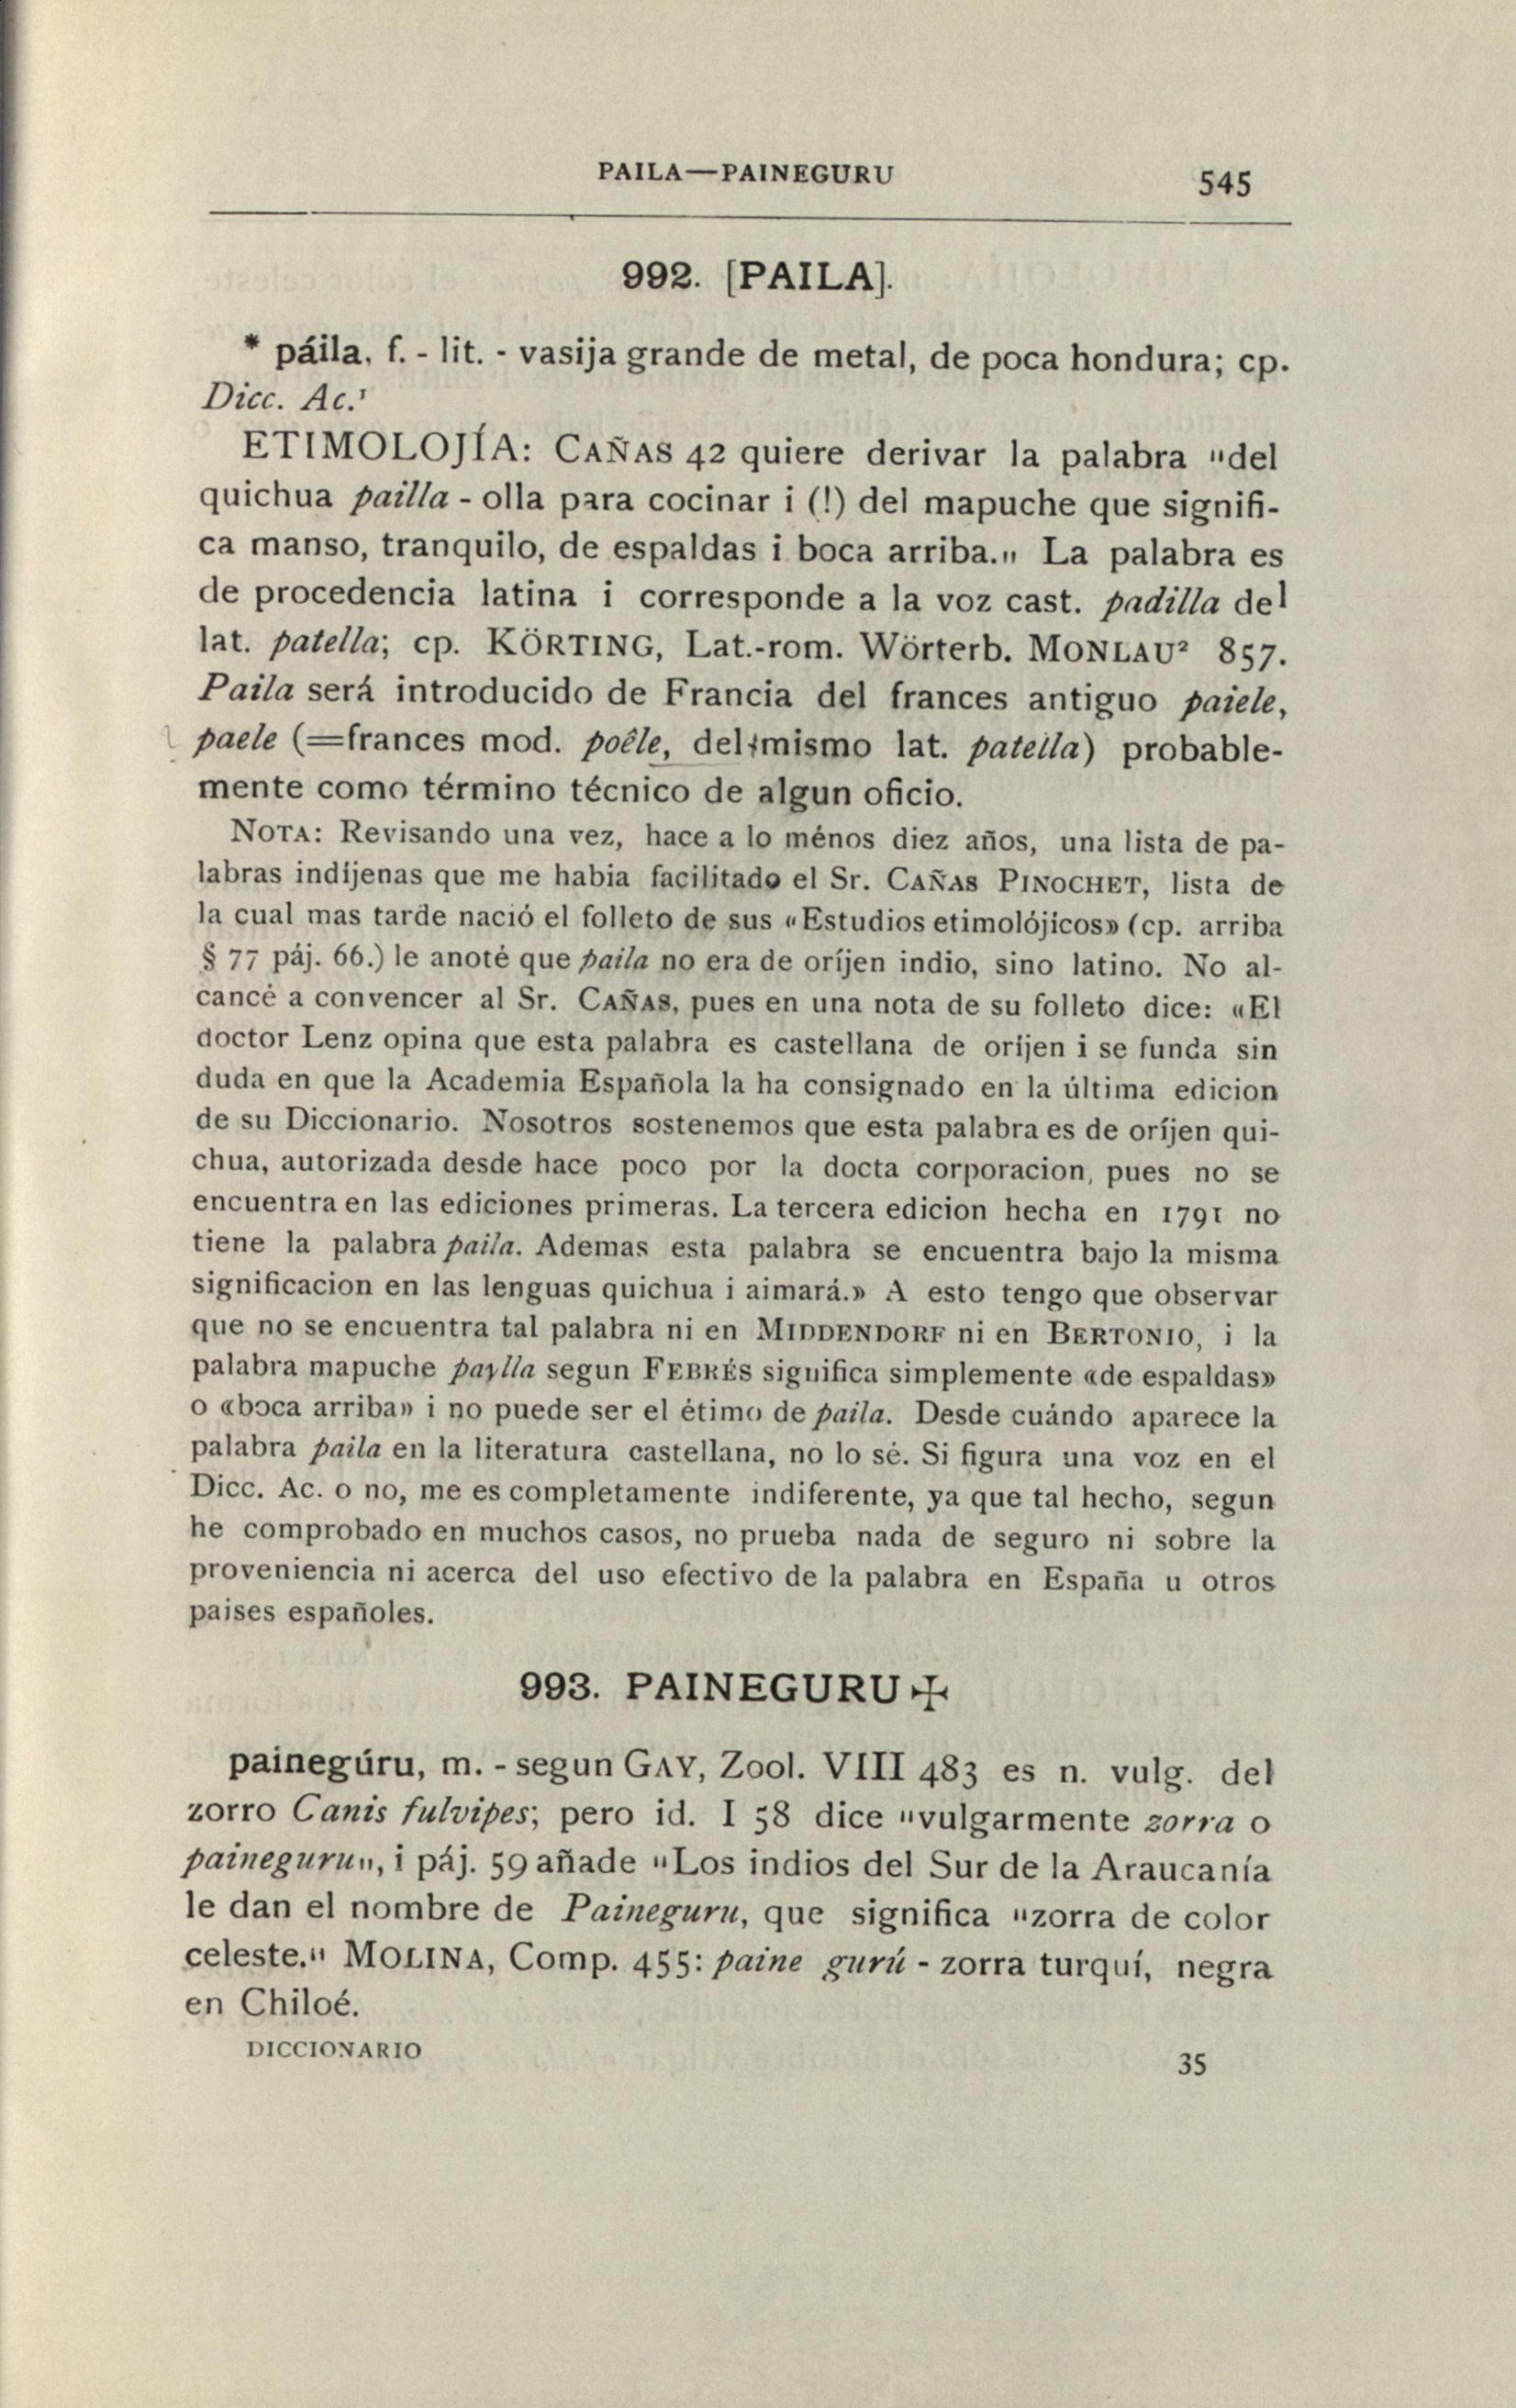 PAILA—PAINEGURU
545
992. [PAILA].
* páila, f. - lit. - vasija grande de metal, de poca hondura; cp.
Dicc. Ac.¹
ETIMOLOJÍA: CAÑAS 42 quiere derivar la palabra "del
quichua pailla - olla para cocinar i (!) del mapuche que signifi-
ca manso, tranquilo, de espaldas i boca arriba." La palabra es
de procedencia latina i corresponde a la voz cast. padilla del
lat. patella; cp. KÖRTING, Lat.-rom. Wörterb. MONLAU² 857.
Paila será introducido de Francia del frances antiguo paiele,
paele (=frances mod. poêle, del mismo lat. patella) probable-
mente como término técnico de algun oficio.
NOTA: Revisando una vez, hace a lo ménos diez años, una lista de pa-
labras indíjenas que me habia facilitado el Sr. CAÑAS PINOCHET, lista de
la cual mas tarde nació el folleto de sus «Estudios etimolójicos» (cp. arriba
§ 77 páj. 66.) le anoté que paila no era de oríjen indio, sino latino. No al-
cancé a convencer al Sr. CAÑAS, pues en una nota de su folleto dice: «El
doctor Lenz opina que esta palabra es castellana de oríjen i se funda sin
duda en que la Academia Española la ha consignado en la última edicion
de su Diccionario. Nosotros sostenemos que esta palabra es de oríjen qui-
chua, autorizada desde hace poco por la docta corporacion, pues no se
encuentra en las ediciones primeras. La tercera edicion hecha en 1791 no
tiene la palabra paila. Ademas esta palabra se encuentra bajo la misma
significacion en las lenguas quichua i aimará.» A esto tengo que observar
que no se encuentra tal palabra ni en MIDDENDORF ni en BERTONIO, i la
palabra mapuche paylla segun FEBRÉS significa simplemente «de espaldas»
o «boca arriba» i no puede ser el étimo de paila. Desde cuándo aparece la
palabra paila en la literatura castellana, no lo sé. Si figura una voz en el
Dicc. Ac. o no, me es completamente indiferente, ya que tal hecho, segun
he comprobado en muchos casos, no prueba nada de seguro ni sobre la
proveniencia ni acerca del uso efectivo de la palabra en España u otros
paises españoles.
993. PAINEGURU ✠
painegúru, m. - segun GAY, Zool. VIII 483 es n. vulg. del
zorro Canis fulvipes; pero id. I 58 dice "vulgarmente zorra o
paineguru", i páj. 59 añade "Los indios del Sur de la Araucanía
le dan el nombre de Paineguru, que significa "zorra de color
celeste." MOLINA, Comp. 455: paine gurú - zorra turquí, negra
en Chiloé.
DICCIONARIO
35